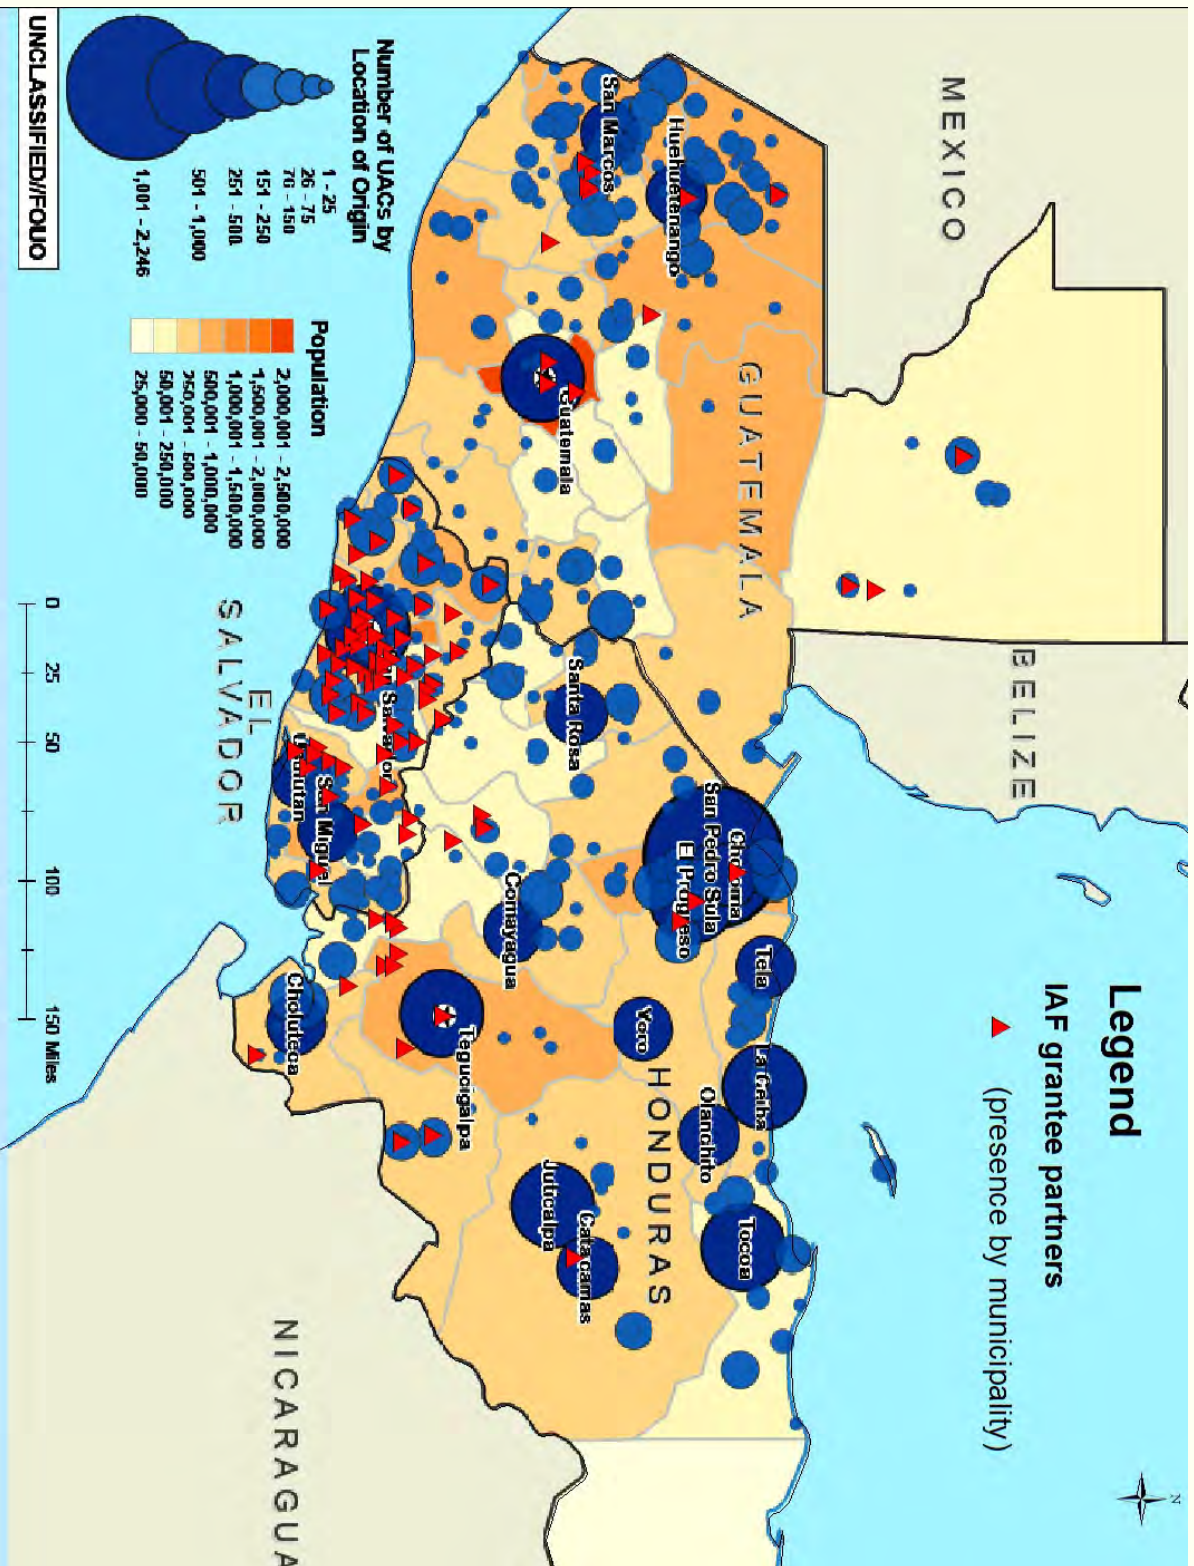 MEXICO
BELIZE
GUATEMALA
HONDURAS
EL
SALVADOR
NICARAGUA
Huehuetenango
San Marcos
Guatemala
Santa Rosa
San Salvador
Usulutan
San Miguel
Choloma
San Pedro Sula
El Progreso
Tela
La Ceiba
Olanchito
Tocoa
Yoro
Comayagua
Tegucigalpa
Juticalpa
Catacamas
Choluteca
Legend
IAF grantee partners
(presence by municipality)
N
Number of UACs by
Location of Origin
1 - 25
26 - 75
76 - 150
151 - 250
251 - 500
501 - 1,000
1,001 - 2,246
Population
2,000,001 - 2,500,000
1,500,001 - 2,000,000
1,000,001 - 1,500,000
500,001 - 1,000,000
250,001 - 500,000
50,001 - 250,000
25,000 - 50,000
0 25 50 100 150 Miles
UNCLASSIFIED//FOUO